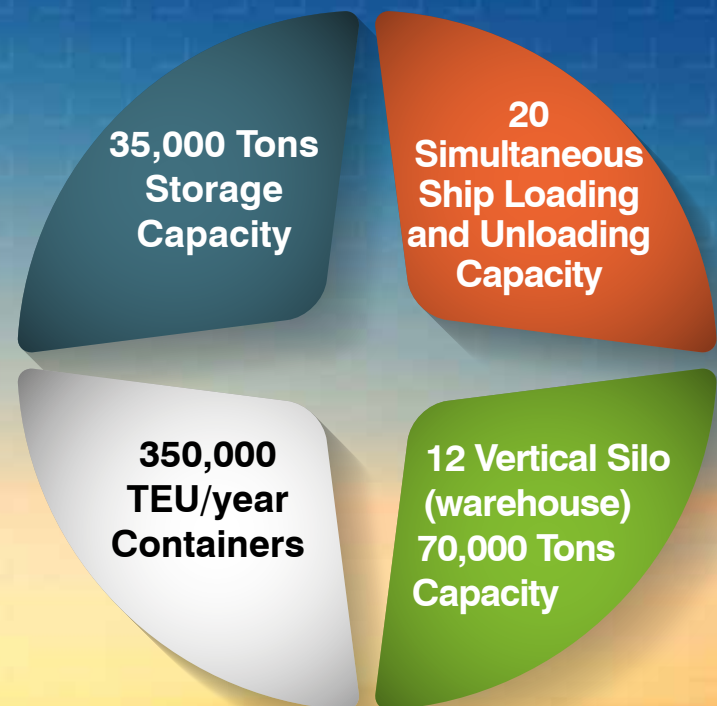 35,000 Tons
Storage
Capacity
20
Simultaneous
Ship Loading
and Unloading
Capacity
350,000
TEU/year
Containers
12 Vertical Silo
(warehouse)
70,000 Tons
Capacity